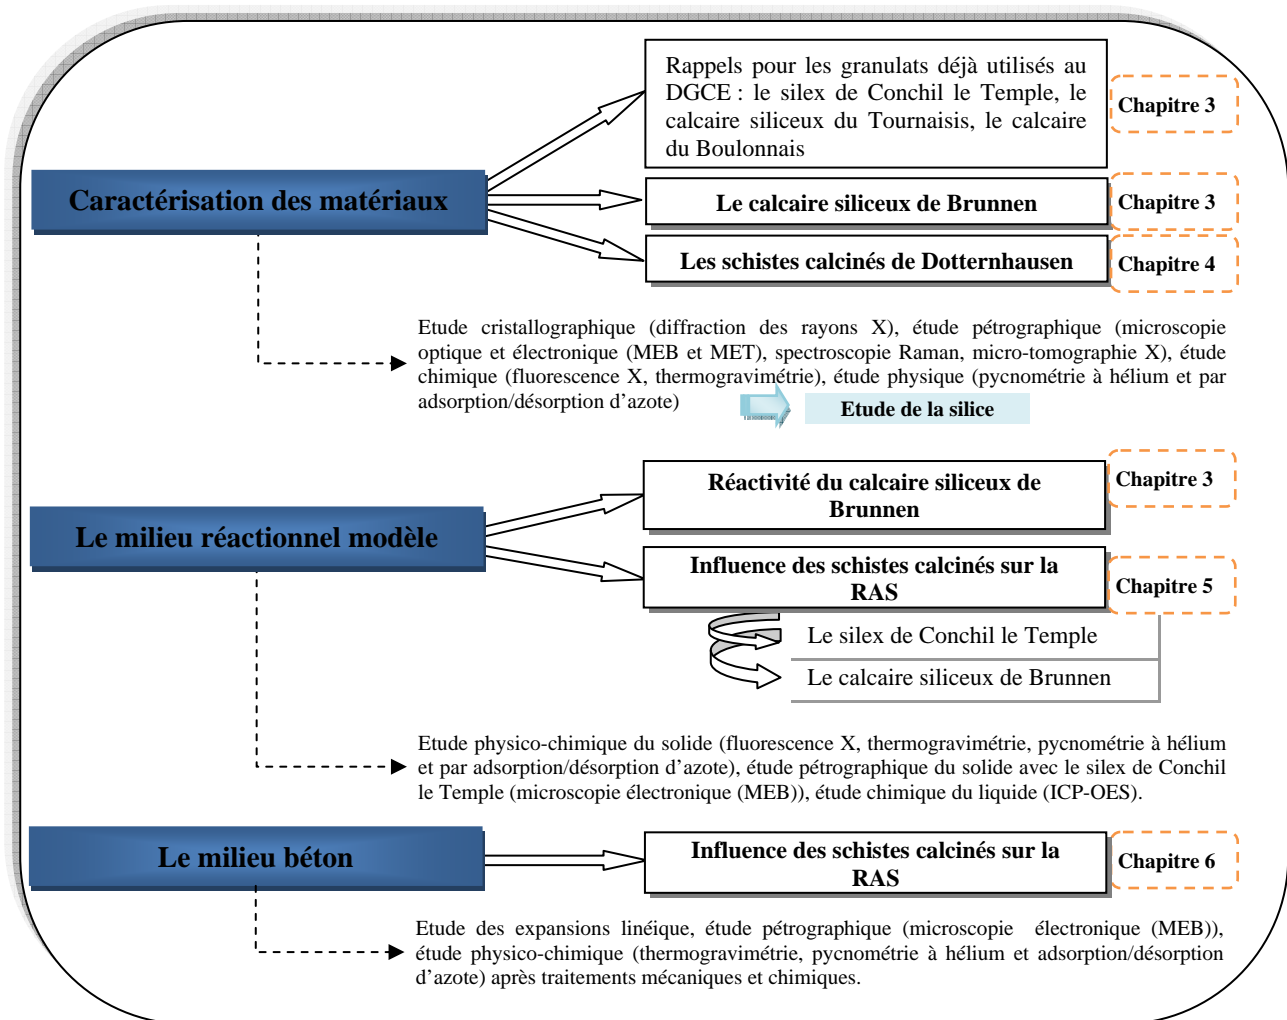 Rappels pour les granulats déjà utilisés au
DGCE : le silex de Conchil le Temple, le
calcaire siliceux du Tournaisis, le calcaire
du Boulonnais
Chapitre 3
Caractérisation des matériaux
Le calcaire siliceux de Brunnen
Chapitre 3
Les schistes calcinés de Dotternhausen
Chapitre 4
Etude cristallographique (diffraction des rayons X), étude pétrographique (microscopie
optique et électronique (MEB et MET), spectroscopie Raman, micro-tomographie X), étude
chimique (fluorescence X, thermogravimétrie), étude physique (pycnométrie à hélium et par
adsorption/désorption d’azote)
Etude de la silice
Réactivité du calcaire siliceux de
Brunnen
Chapitre 3
Le milieu réactionnel modèle
Influence des schistes calcinés sur la
RAS
Chapitre 5
Le silex de Conchil le Temple
Le calcaire siliceux de Brunnen
Etude physico-chimique du solide (fluorescence X, thermogravimétrie, pycnométrie à hélium
et par adsorption/désorption d’azote), étude pétrographique du solide avec le silex de Conchil
le Temple (microscopie électronique (MEB)), étude chimique du liquide (ICP-OES).
Le milieu béton
Influence des schistes calcinés sur la
RAS
Chapitre 6
Etude des expansions linéique, étude pétrographique (microscopie électronique (MEB)),
étude physico-chimique (thermogravimétrie, pycnométrie à hélium et adsorption/désorption
d’azote) après traitements mécaniques et chimiques.